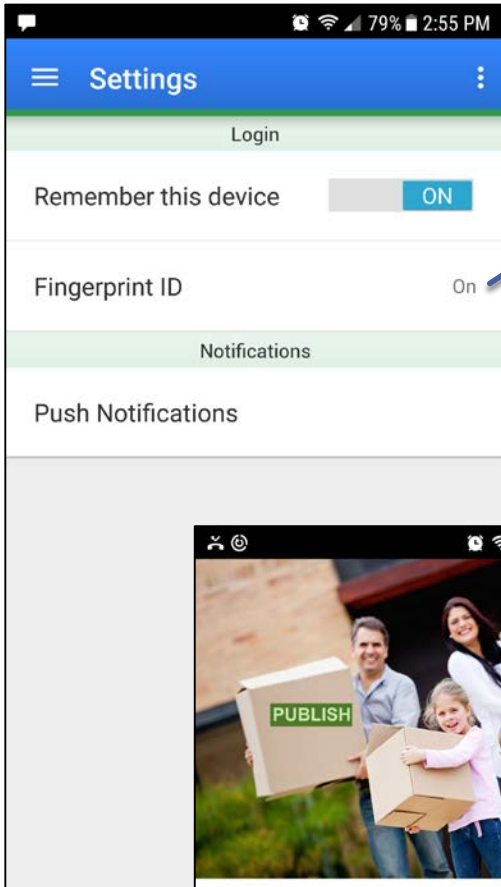 79% 2:55 PM
Settings
Login
Remember this device ON
Fingerprint ID On
Notifications
Push Notifications
PUBLISH